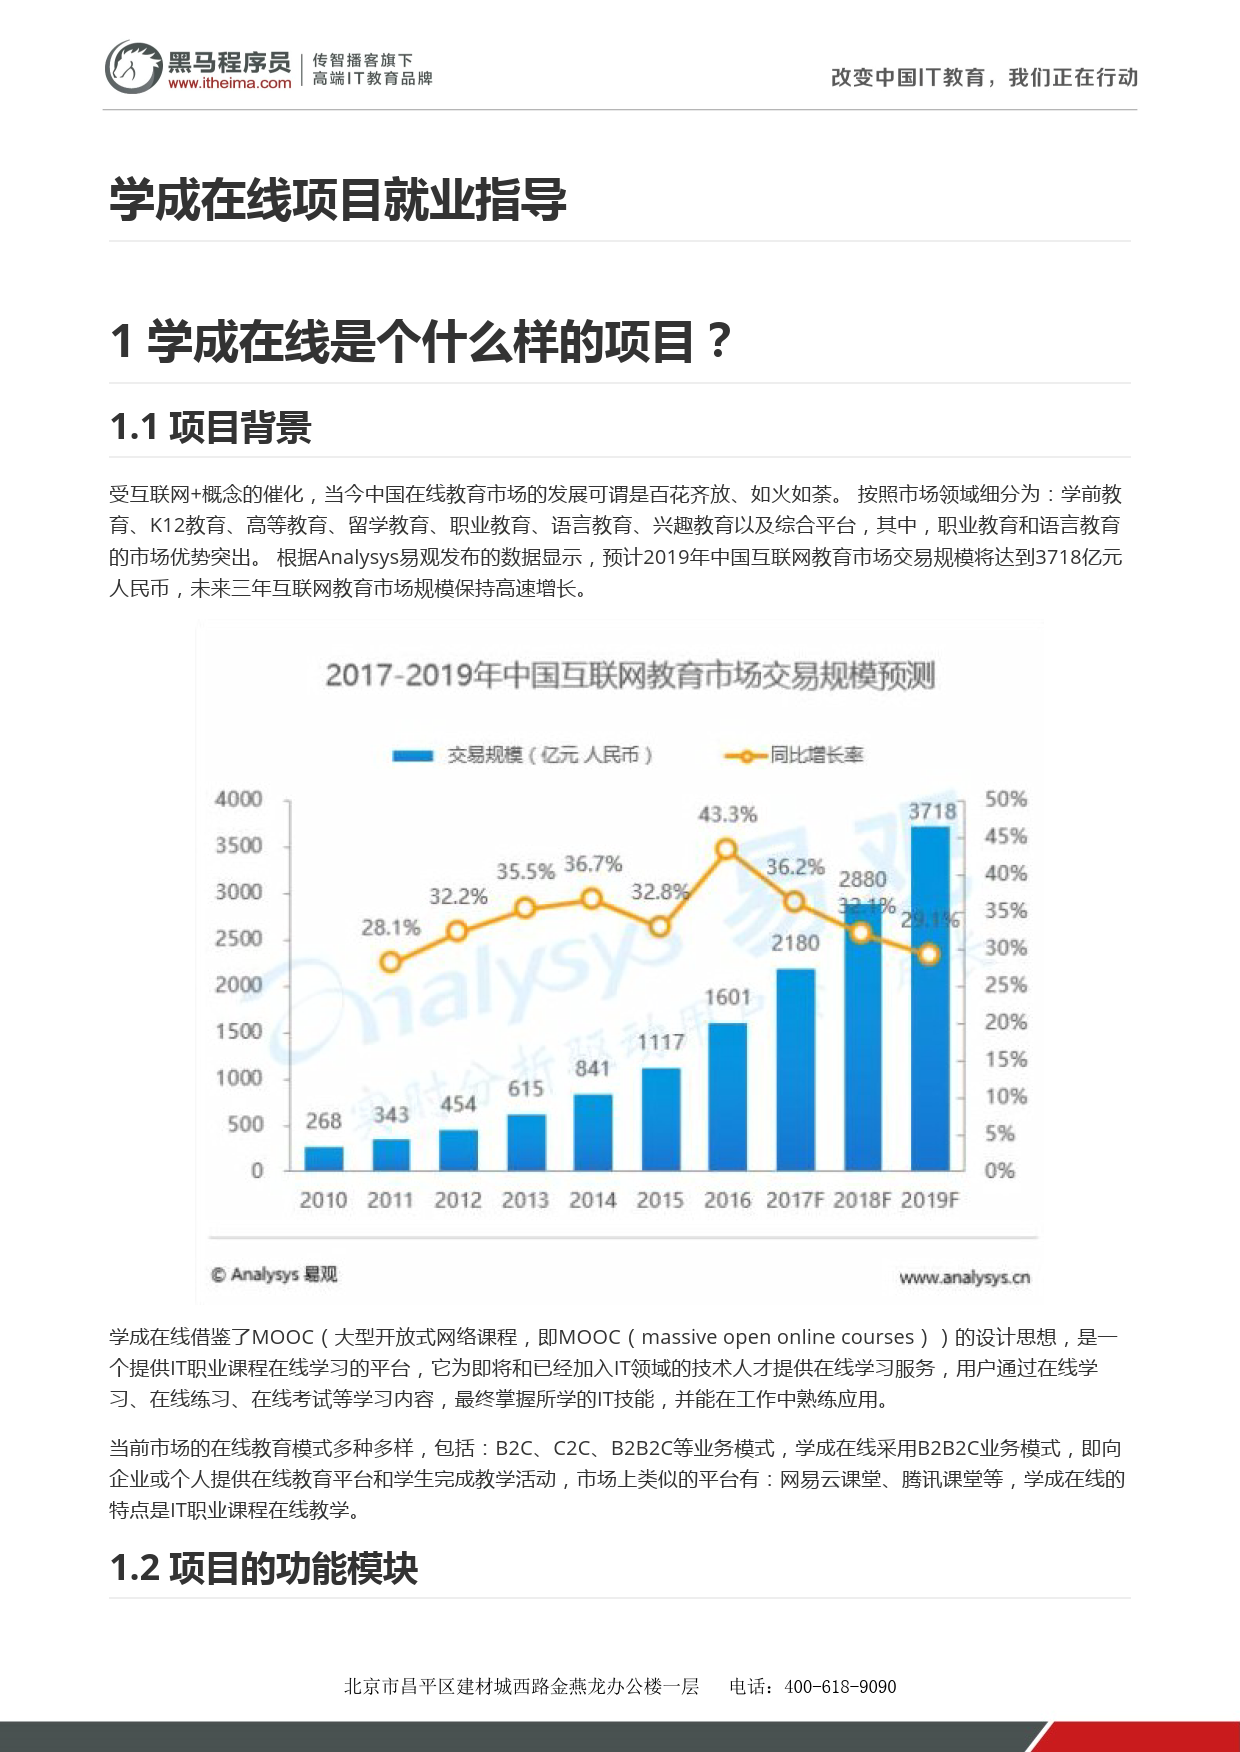 黑马程序员
www.itheima.com
传智播客旗下
高端IT教育品牌
改变中国IT教育，我们正在行动
学成在线项目就业指导
1 学成在线是个什么样的项目？
1.1 项目背景
受互联网+概念的催化，当今中国在线教育市场的发展可谓是百花齐放、如火如荼。 按照市场领域细分为：学前教
育、K12教育、高等教育、留学教育、职业教育、语言教育、兴趣教育以及综合平台，其中，职业教育和语言教育
的市场优势突出。 根据Analysys易观发布的数据显示，预计2019年中国互联网教育市场交易规模将达到3718亿元
人民币，未来三年互联网教育市场规模保持高速增长。
2017-2019年中国互联网教育市场交易规模预测
交易规模（亿元 人民币） 同比增长率
4000 3500 3000 2500 2000 1500 1000 500 0
50% 45% 40% 35% 30% 25% 20% 15% 10% 5% 0%
28.1% 32.2% 35.5% 36.7% 32.8% 43.3% 36.2% 32.1% 29.1%
268 343 454 615 841 1117 1601 2180 2880 3718
2010 2011 2012 2013 2014 2015 2016 2017F 2018F 2019F
Analysys 易观
实时分析驱动用户
© Analysys 易观
www.analysys.cn
学成在线借鉴了MOOC（大型开放式网络课程，即MOOC（massive open online courses））的设计思想，是一
个提供IT职业课程在线学习的平台，它为即将和已经加入IT领域的技术人才提供在线学习服务，用户通过在线学
习、在线练习、在线考试等学习内容，最终掌握所学的IT技能，并能在工作中熟练应用。
当前市场的在线教育模式多种多样，包括：B2C、C2C、B2B2C等业务模式，学成在线采用B2B2C业务模式，即向
企业或个人提供在线教育平台和学生完成教学活动，市场上类似的平台有：网易云课堂、腾讯课堂等，学成在线的
特点是IT职业课程在线教学。
1.2 项目的功能模块
北京市昌平区建材城西路金燕龙办公楼一层 电话：400-618-9090